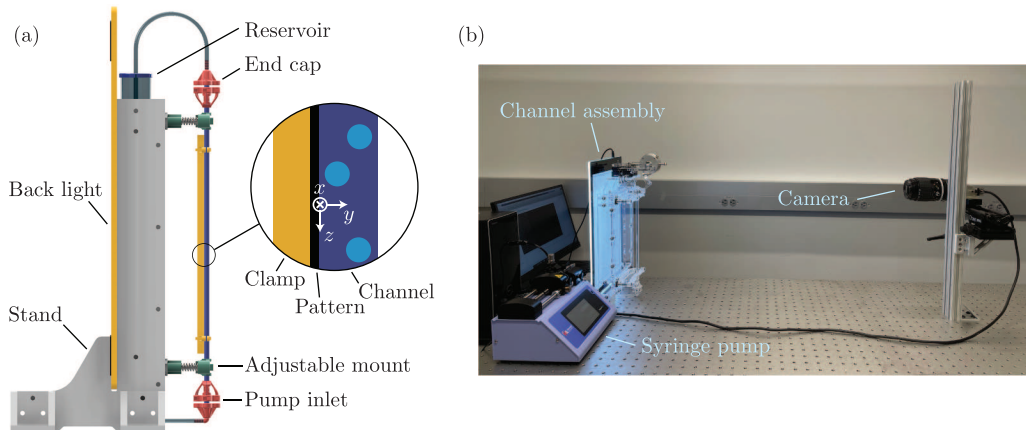 (a)
Reservoir
End cap
Back light
x
y
z
Clamp
Channel
Pattern
Stand
Adjustable mount
Pump inlet
(b)
Channel assembly
Camera
Syringe pump